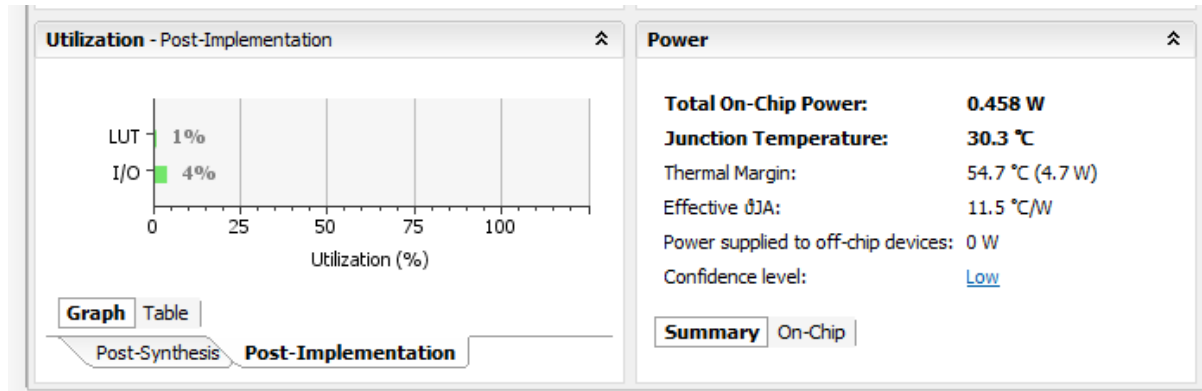 Utilization - Post-Implementation
LUT 1%
I/O 4%
0 25 50 75 100
Utilization (%)
Graph Table
Post-Synthesis Post-Implementation
Power
Total On-Chip Power: 0.458 W
Junction Temperature: 30.3 °C
Thermal Margin: 54.7 °C (4.7 W)
Effective ϑJA: 11.5 °C/W
Power supplied to off-chip devices: 0 W
Confidence level: Low
Summary On-Chip